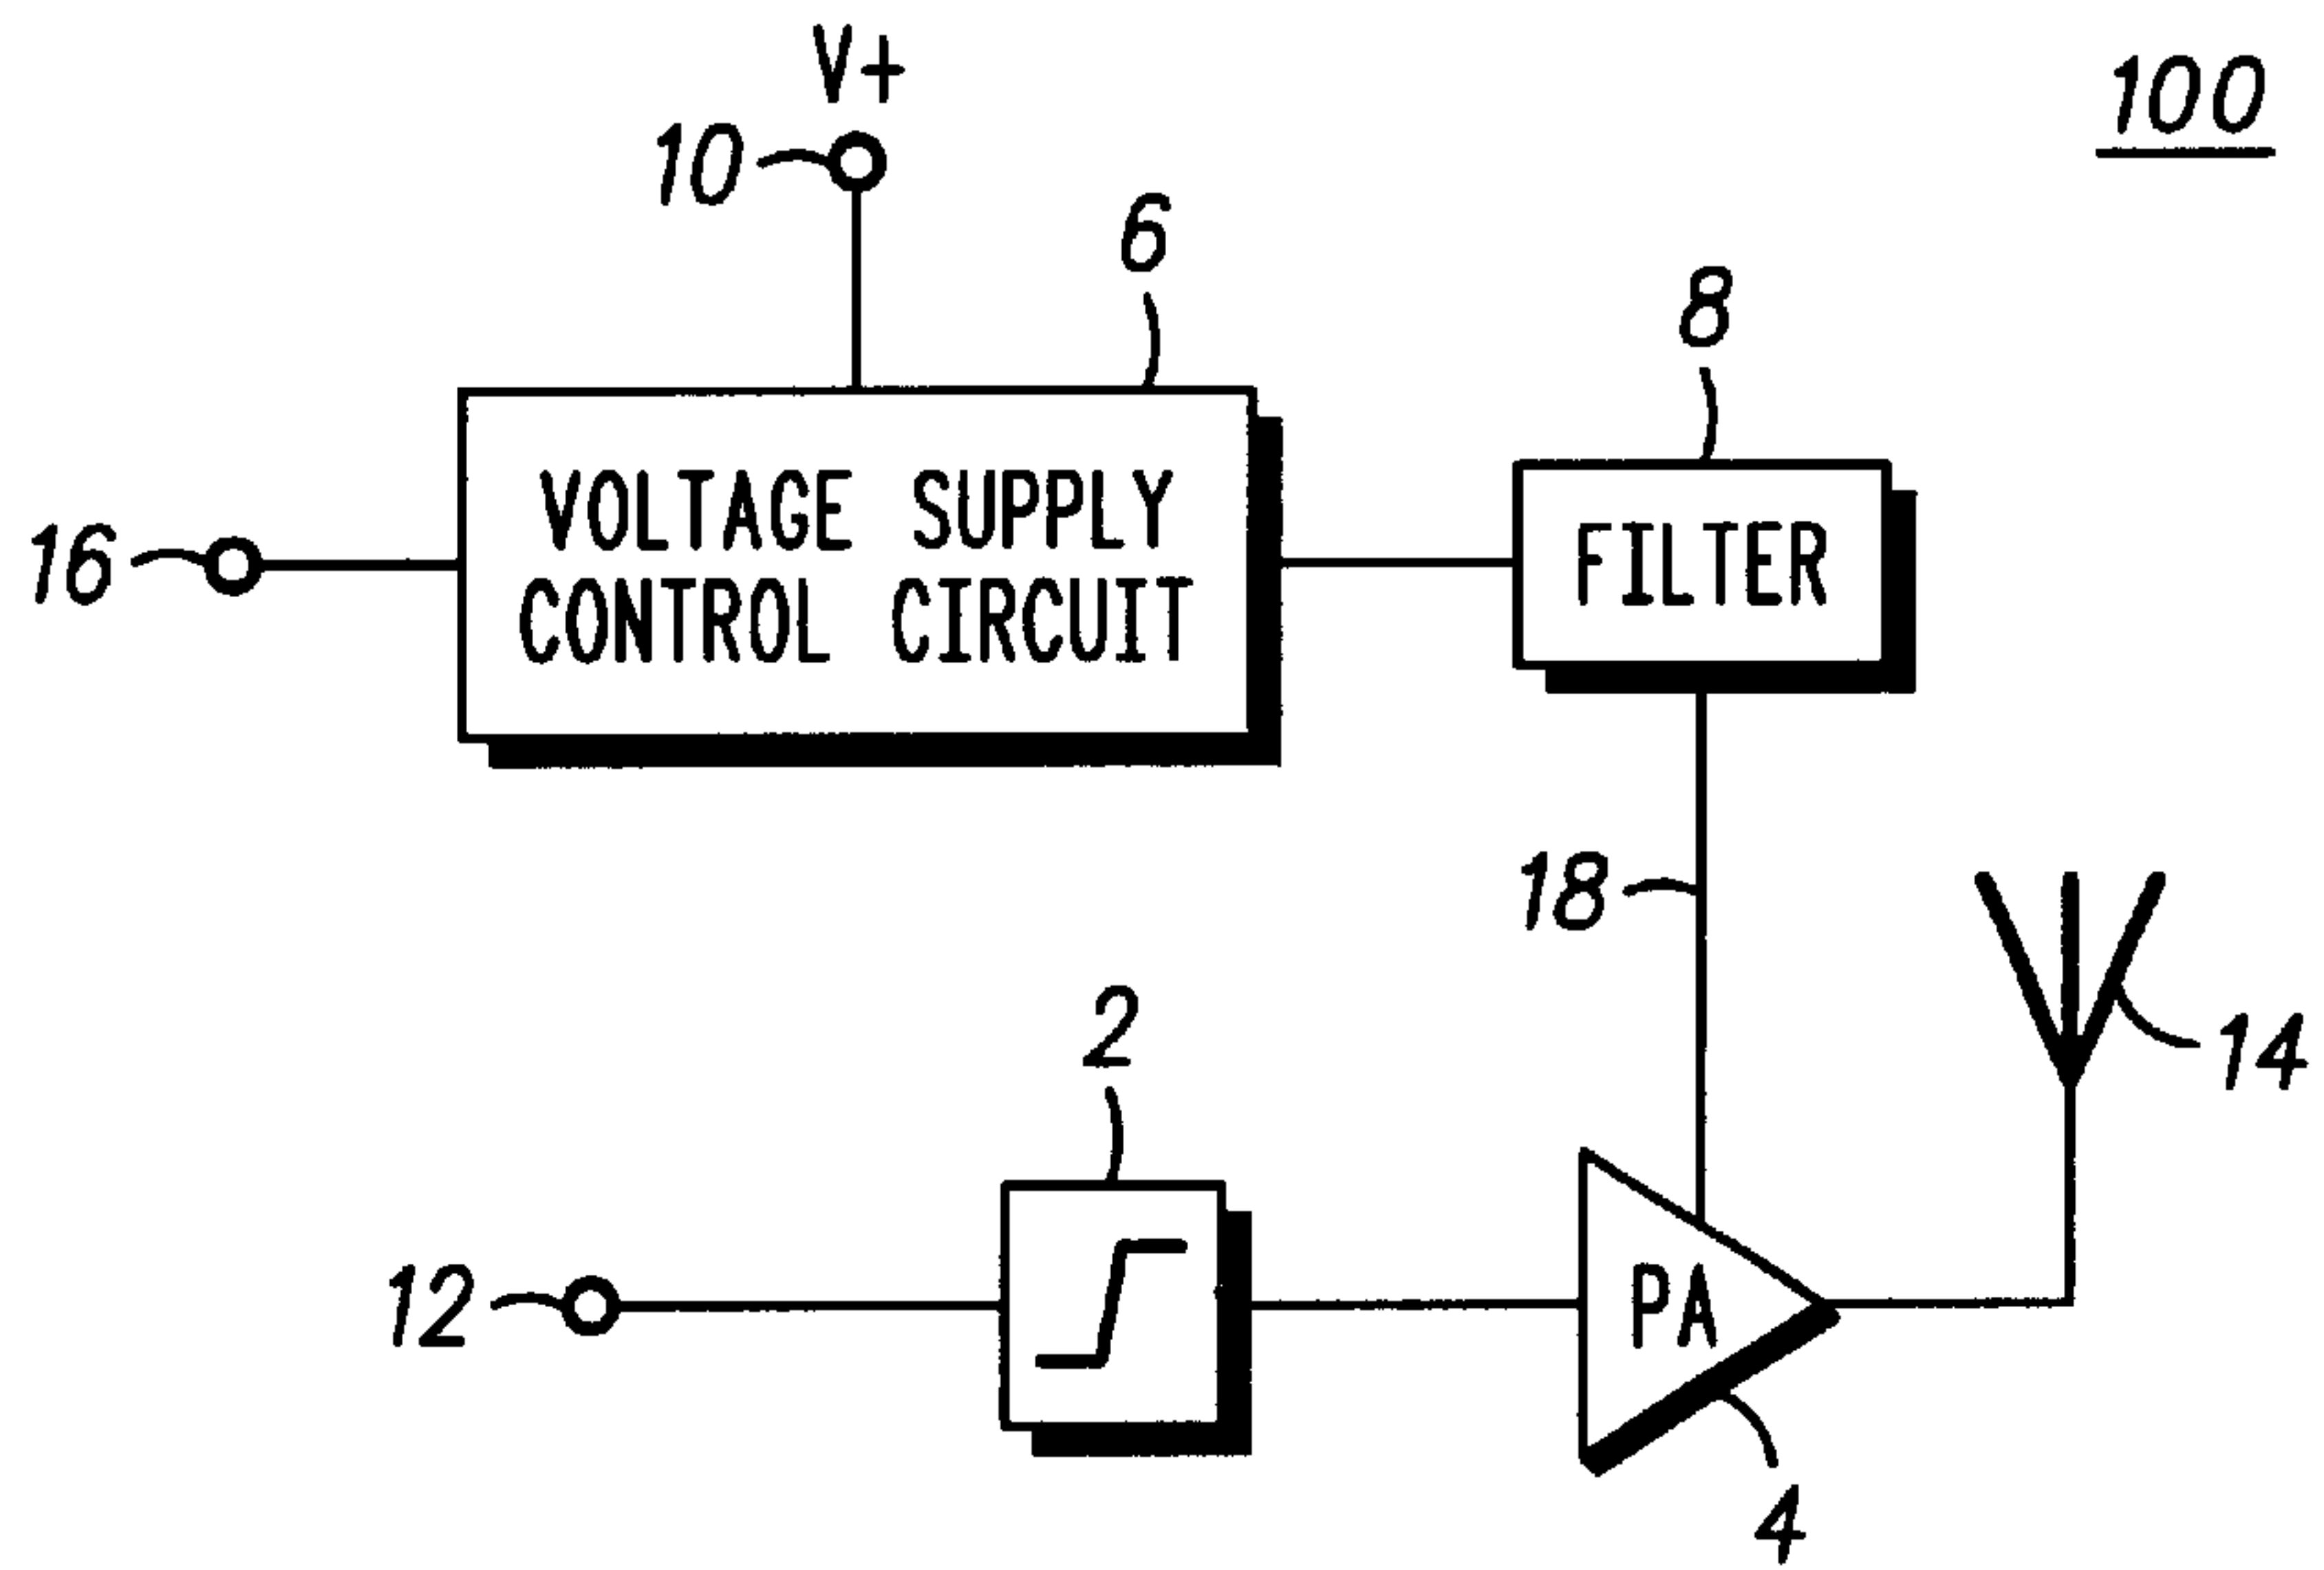 V+
100
10
6
8
VOLTAGE SUPPLY
CONTROL CIRCUIT
FILTER
16
18
14
2
12
PA
4